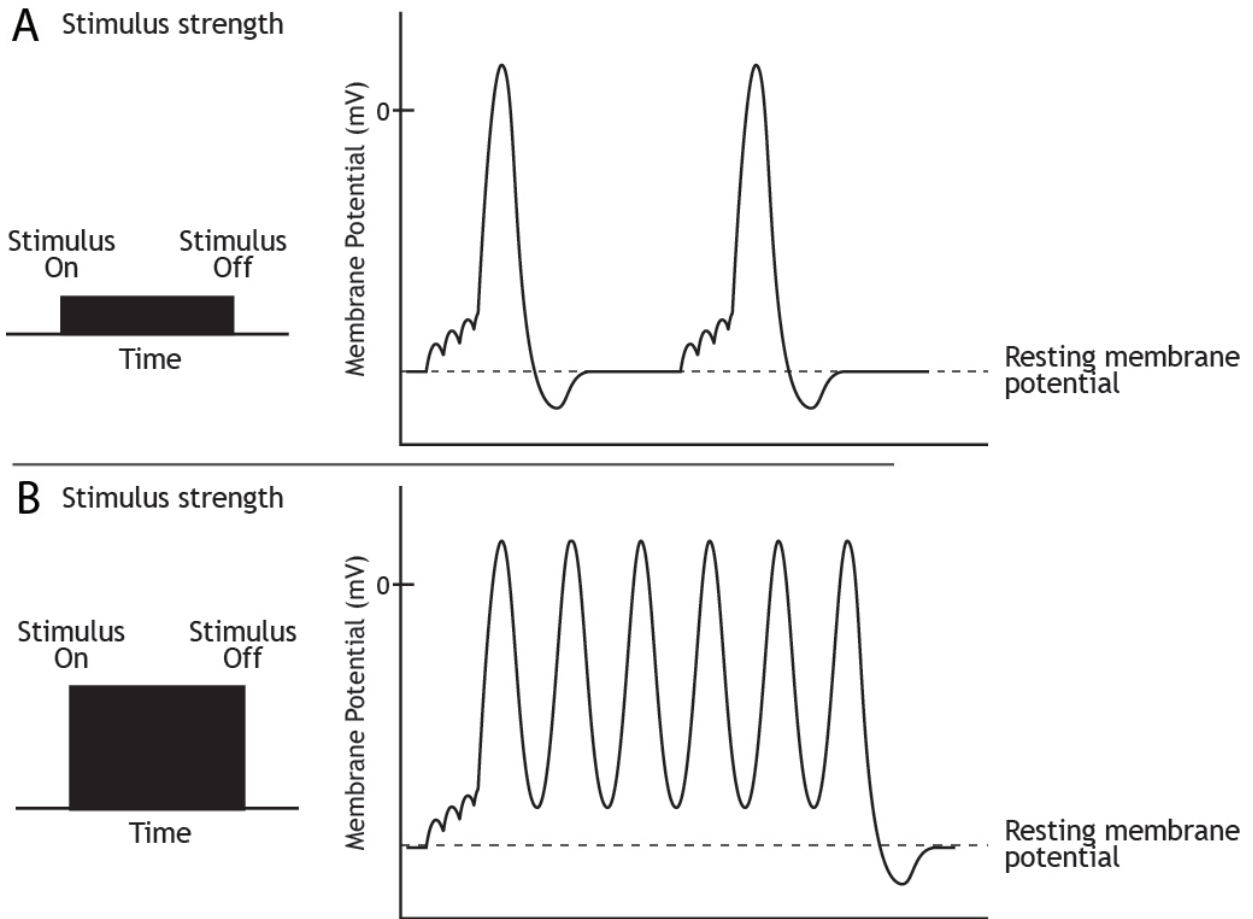 A Stimulus strength
Membrane Potential (mV)
0
Stimulus
On
Stimulus
Off
Time
Resting membrane
potential
B Stimulus strength
Membrane Potential (mV)
0
Stimulus
On
Stimulus
Off
Time
Resting membrane
potential